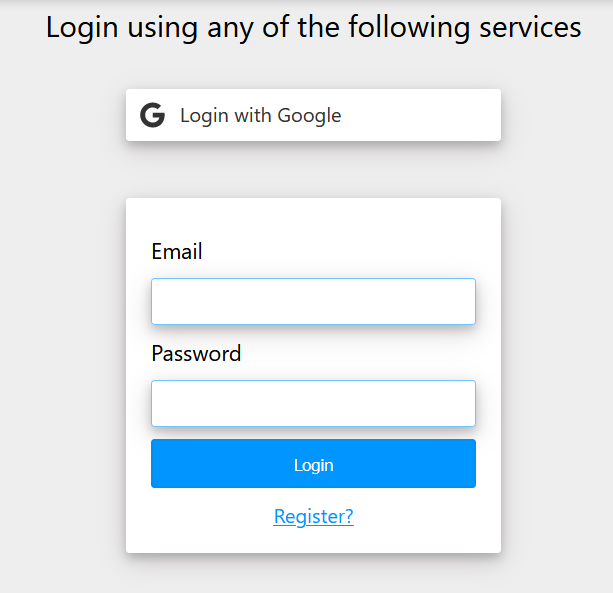 Login using any of the following services
Login with Google
Email
Password
Login
Register?